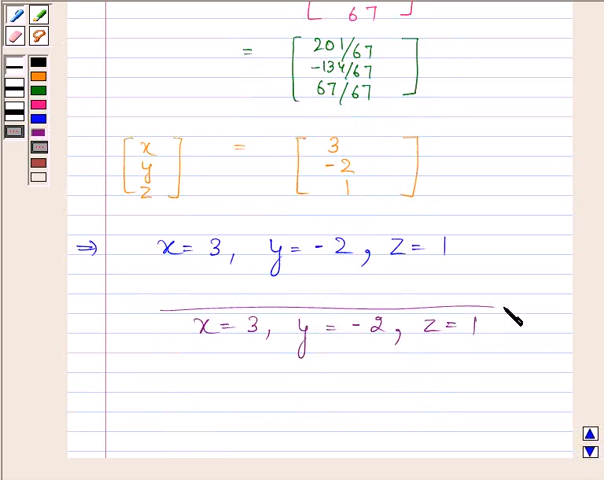 67
= [ 201/67
-134/67
67/67 ]
[ x
y
z ] = [ 3
-2
1 ]
⇒ x = 3, y = -2, z = 1
x = 3, y = -2, z = 1